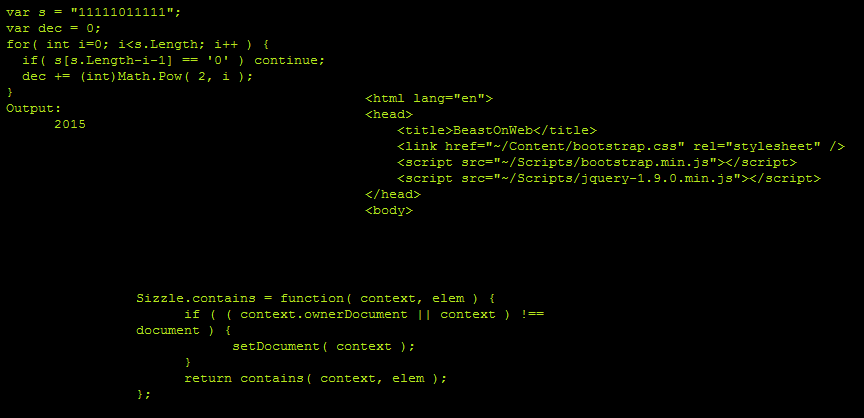 var s = "11111011111";
var dec = 0;
for( int i=0; i<s.Length; i++ ) {
if( s[s.Length-i-1] == '0' ) continue;
dec += (int)Math.Pow( 2, i );
}
Output:
2015
<html lang="en">
<head>
<title>BeastOnWeb</title>
<link href="~/Content/bootstrap.css" rel="stylesheet" />
<script src="~/Scripts/bootstrap.min.js"></script>
<script src="~/Scripts/jquery-1.9.0.min.js"></script>
</head>
<body>
Sizzle.contains = function( context, elem ) {
if ( ( context.ownerDocument || context ) !==
document ) {
setDocument( context );
}
return contains( context, elem );
};